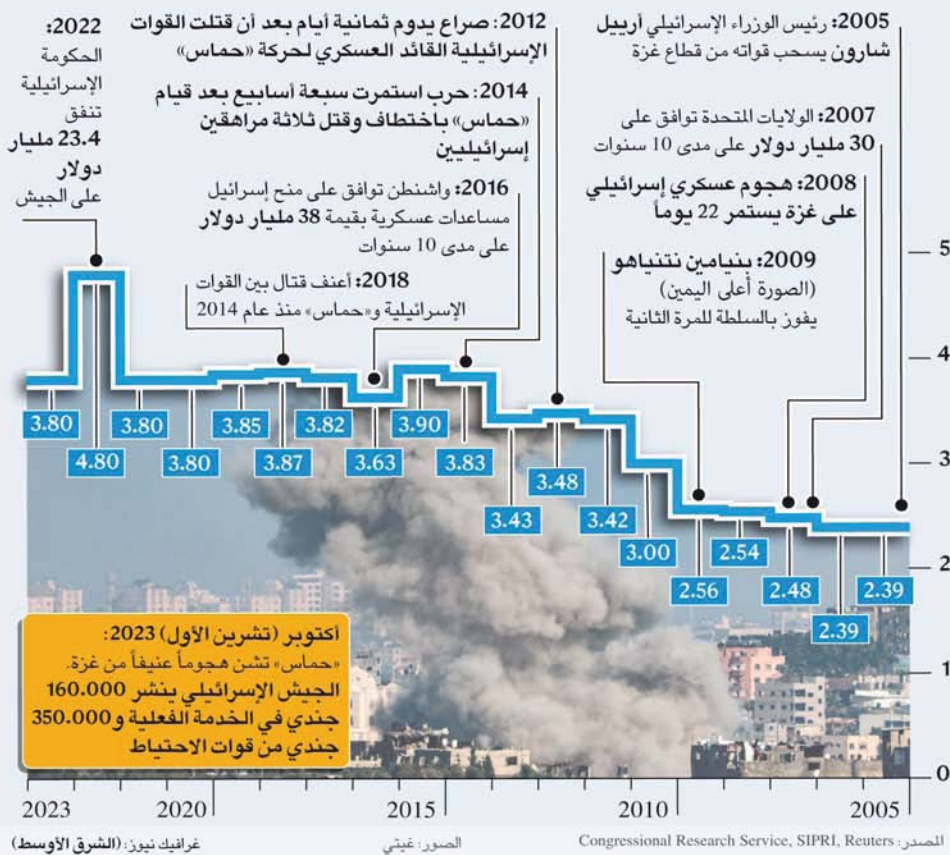 2005: رئيس الوزراء الإسرائيلي أرييل
شارون يسحب قواته من قطاع غزة
2007: الولايات المتحدة توافق على
30 مليار دولار على مدى 10 سنوات
2008: هجوم عسكري إسرائيلي
على غزة يستمر 22 يوماً
2009: بنيامين نتنياهو
(الصورة أعلى اليمين)
يفوز بالسلطة للمرة الثانية
2012: صراع يدوم ثمانية أيام بعد أن قتلت القوات
الإسرائيلية القائد العسكري لحركة «حماس»
2014: حرب استمرت سبعة أسابيع بعد قيام
«حماس» باختطاف وقتل ثلاثة مراهقين
إسرائيليين
2016: واشنطن توافق على منح إسرائيل
مساعدات عسكرية بقيمة 38 مليار دولار
على مدى 10 سنوات
2018: أعنف قتال بين القوات
الإسرائيلية و«حماس» منذ عام 2014
2022:
الحكومة
الإسرائيلية
تنفق
23.4 مليار
دولار
على الجيش
5
4
3
2
1
0
2.39
2.39
2.48
2.54
2.56
3.00
3.42
3.48
3.43
3.83
3.90
3.63
3.82
3.87
3.85
3.80
3.80
4.80
3.80
أكتوبر (تشرين الأول) 2023:
«حماس» تشن هجوماً عنيفاً من غزة.
الجيش الإسرائيلي ينشر 160.000
جندي في الخدمة الفعلية و350.000
جندي من قوات الاحتياط
2005
2010
2015
2020
2023
المصدر: Congressional Research Service, SIPRI, Reuters
الصور: غيتي
غرافيك نيوز: (الشرق الأوسط)